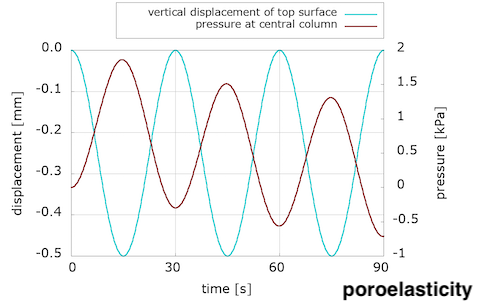 vertical displacement of top surface
pressure at central column
0.0
-0.1
-0.2
-0.3
-0.4
-0.5
displacement [mm]
2
1.5
1
0.5
0
-0.5
-1
pressure [kPa]
0
30
60
90
time [s]
poroelasticity